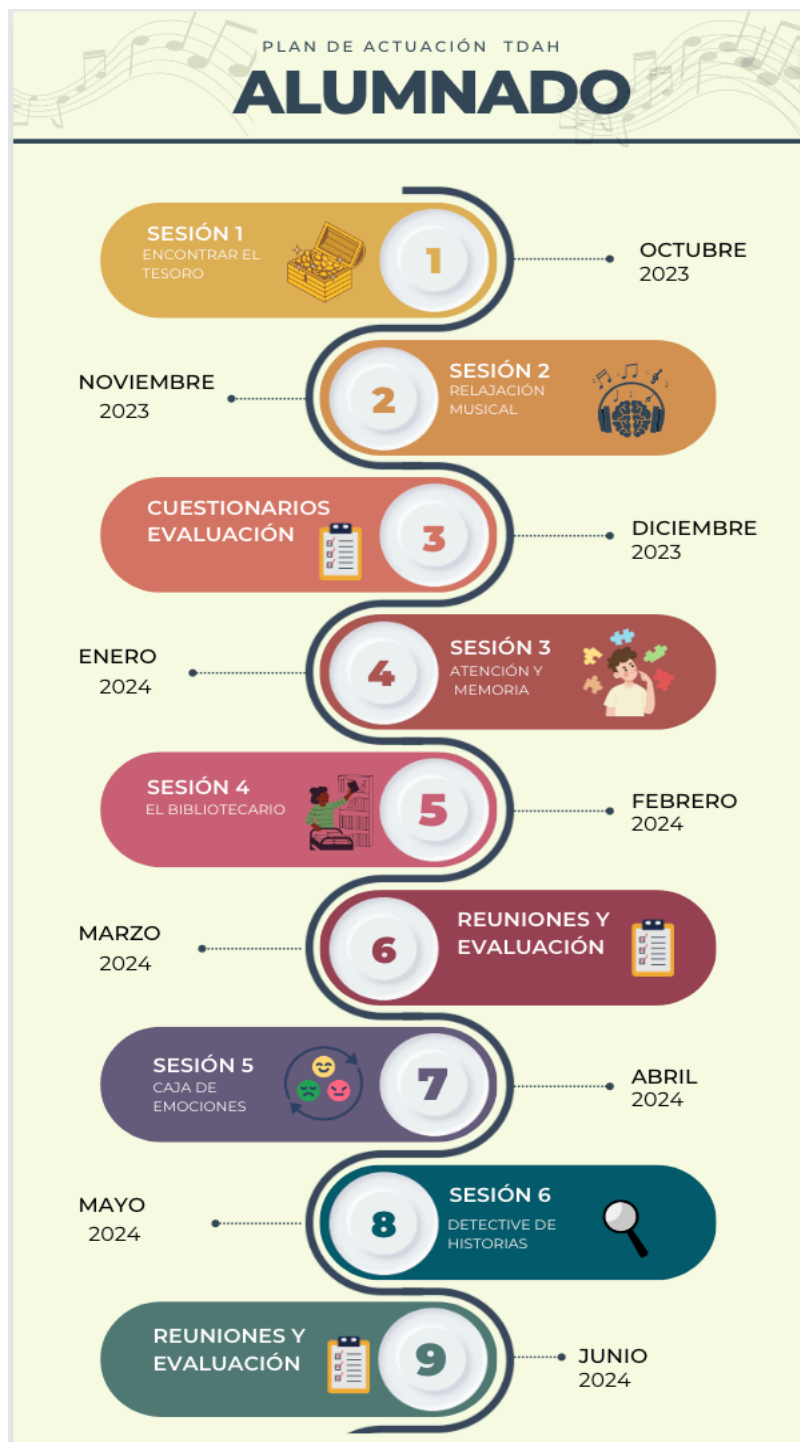 PLAN DE ACTUACIÓN TDAH
ALUMNADO
SESIÓN 1
ENCONTRAR EL
TESORO
1
OCTUBRE
2023
NOVIEMBRE
2023
2
SESIÓN 2
RELAJACIÓN
MUSICAL
CUESTIONARIOS
EVALUACIÓN
3
DICIEMBRE
2023
ENERO
2024
4
SESIÓN 3
ATENCIÓN Y
MEMORIA
SESIÓN 4
EL BIBLIOTECARIO
5
FEBRERO
2024
MARZO
2024
6
REUNIONES Y
EVALUACIÓN
SESIÓN 5
CAJA DE
EMOCIONES
7
ABRIL
2024
MAYO
2024
8
SESIÓN 6
DETECTIVE DE
HISTORIAS
REUNIONES Y
EVALUACIÓN
9
JUNIO
2024